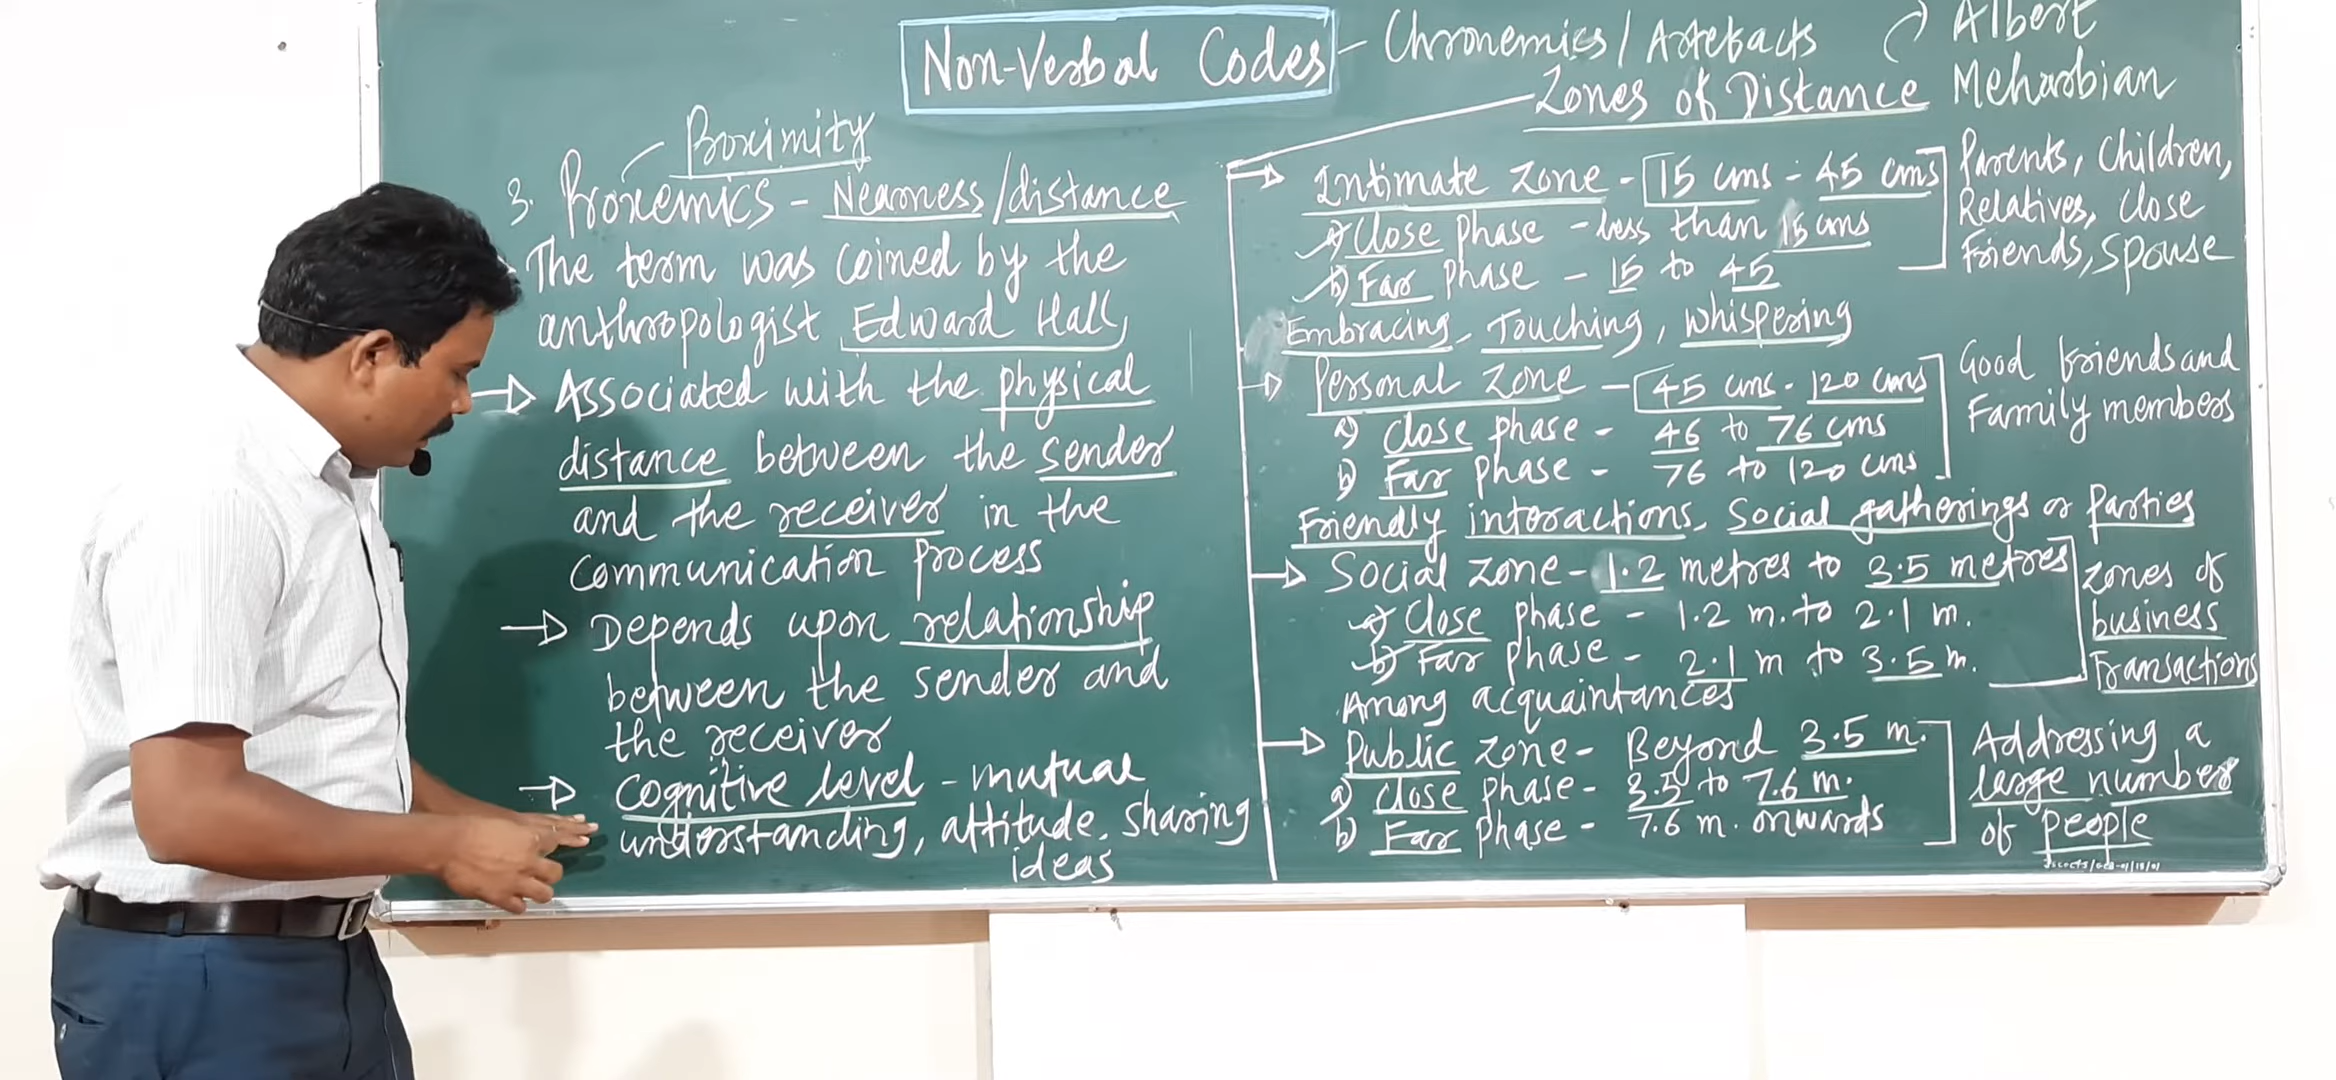 Non-Verbal Codes - Chronemics / Artefacts
Albert
Meharbian
Proximity
3. Proxemics - Nearness/distance
The term was coined by the
anthropologist Edward Hall,
→ Associated with the physical
distance between the sender
and the receiver in the
communication process
→ Depends upon relationship
between the sender and
the receiver
→ Cognitive level - mutual
understanding, attitude, sharing
ideas
Zones of Distance
→ Intimate zone - 15 cms - 45 cms
a) Close phase - less than 15 cms
b) Far phase - 15 to 45
Parents, Children,
Relatives, Close
Friends, Spouse
Embracing, Touching, whispering
→ Personal zone - 45 cms - 120 cms
a) Close phase - 46 to 76 cms
b) Far phase - 76 to 120 cms
Good friends and
Family members
Friendly interactions, Social gatherings or Parties
→ Social zone - 1.2 metres to 3.5 metres
a) Close phase - 1.2 m. to 2.1 m.
b) Far phase - 2.1 m to 3.5 m.
Zones of
business
Transactions
Among acquaintances
→ Public zone - Beyond 3.5 m.
a) Close phase - 3.5 to 7.6 m.
b) Far phase - 7.6 m. onwards
Addressing a
large number
of people